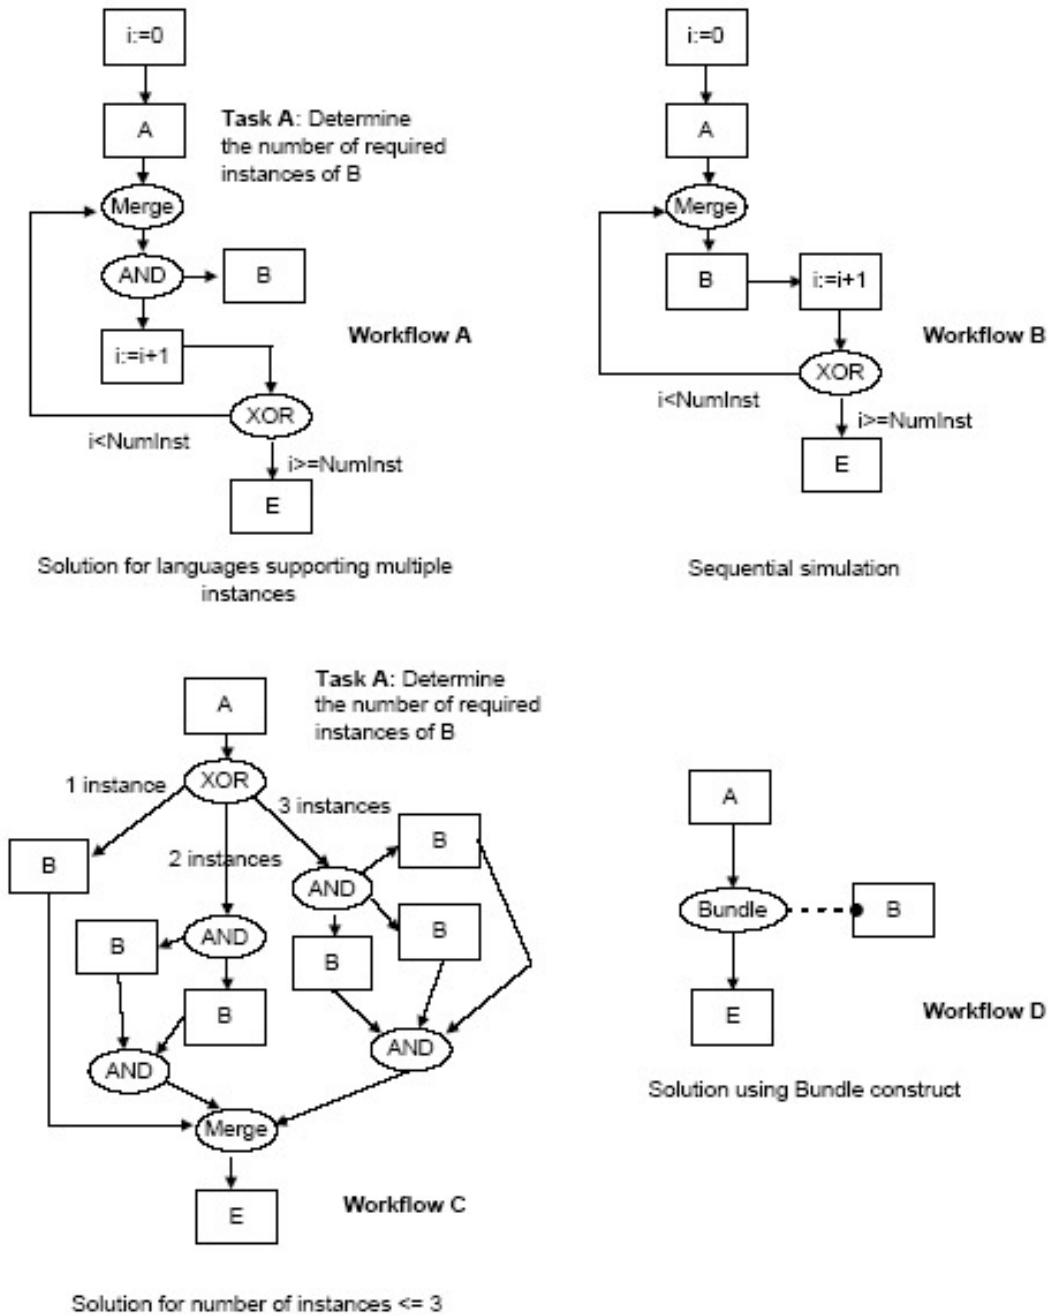 i:=0
A
Task A: Determine
the number of required
instances of B
Merge
AND
B
i:=i+1
Workflow A
XOR
i<NumInst
i>=NumInst
E
Solution for languages supporting multiple
instances
i:=0
A
Merge
B
i:=i+1
Workflow B
XOR
i<NumInst
i>=NumInst
E
Sequential simulation
A
Task A: Determine
the number of required
instances of B
XOR
1 instance
3 instances
2 instances
B
B
AND
B
AND
B
B
B
AND
AND
Merge
E
Workflow C
Solution for number of instances <= 3
A
Bundle
B
E
Workflow D
Solution using Bundle construct